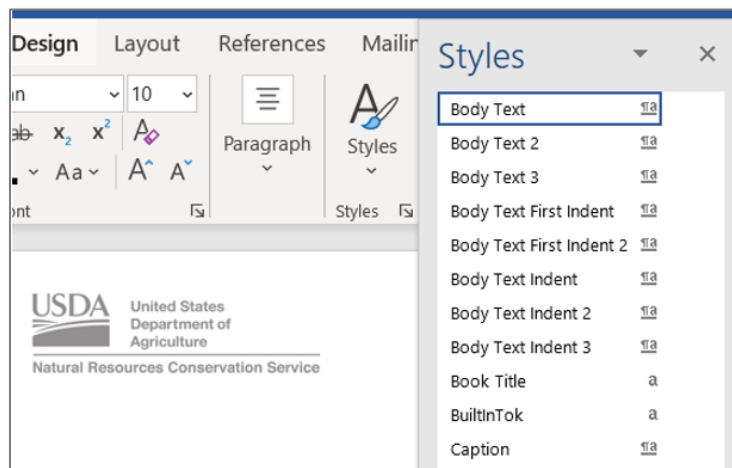 Design Layout References Mailin
10
ab x2 x2 A
Aa A A
Paragraph
Styles
Styles
Styles
Body Text
Body Text 2
Body Text 3
Body Text First Indent
Body Text First Indent 2
Body Text Indent
Body Text Indent 2
Body Text Indent 3
Book Title
BuiltInTok
Caption
USDA
United States
Department of
Agriculture
Natural Resources Conservation Service